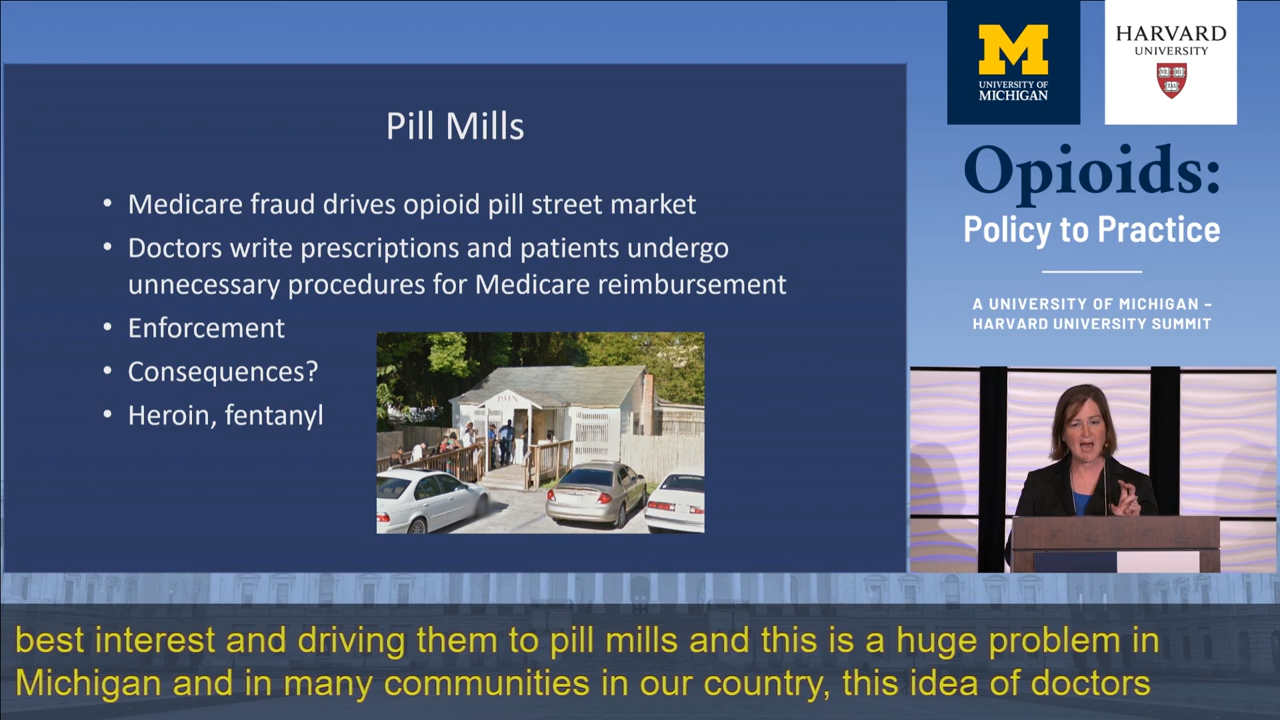 Pill Mills
• Medicare fraud drives opioid pill street market
• Doctors write prescriptions and patients undergo
unnecessary procedures for Medicare reimbursement
• Enforcement
• Consequences?
• Heroin, fentanyl
PAIN
M
UNIVERSITY OF
MICHIGAN
HARVARD
UNIVERSITY
Opioids:
Policy to Practice
A UNIVERSITY OF MICHIGAN –
HARVARD UNIVERSITY SUMMIT
best interest and driving them to pill mills and this is a huge problem in
Michigan and in many communities in our country, this idea of doctors